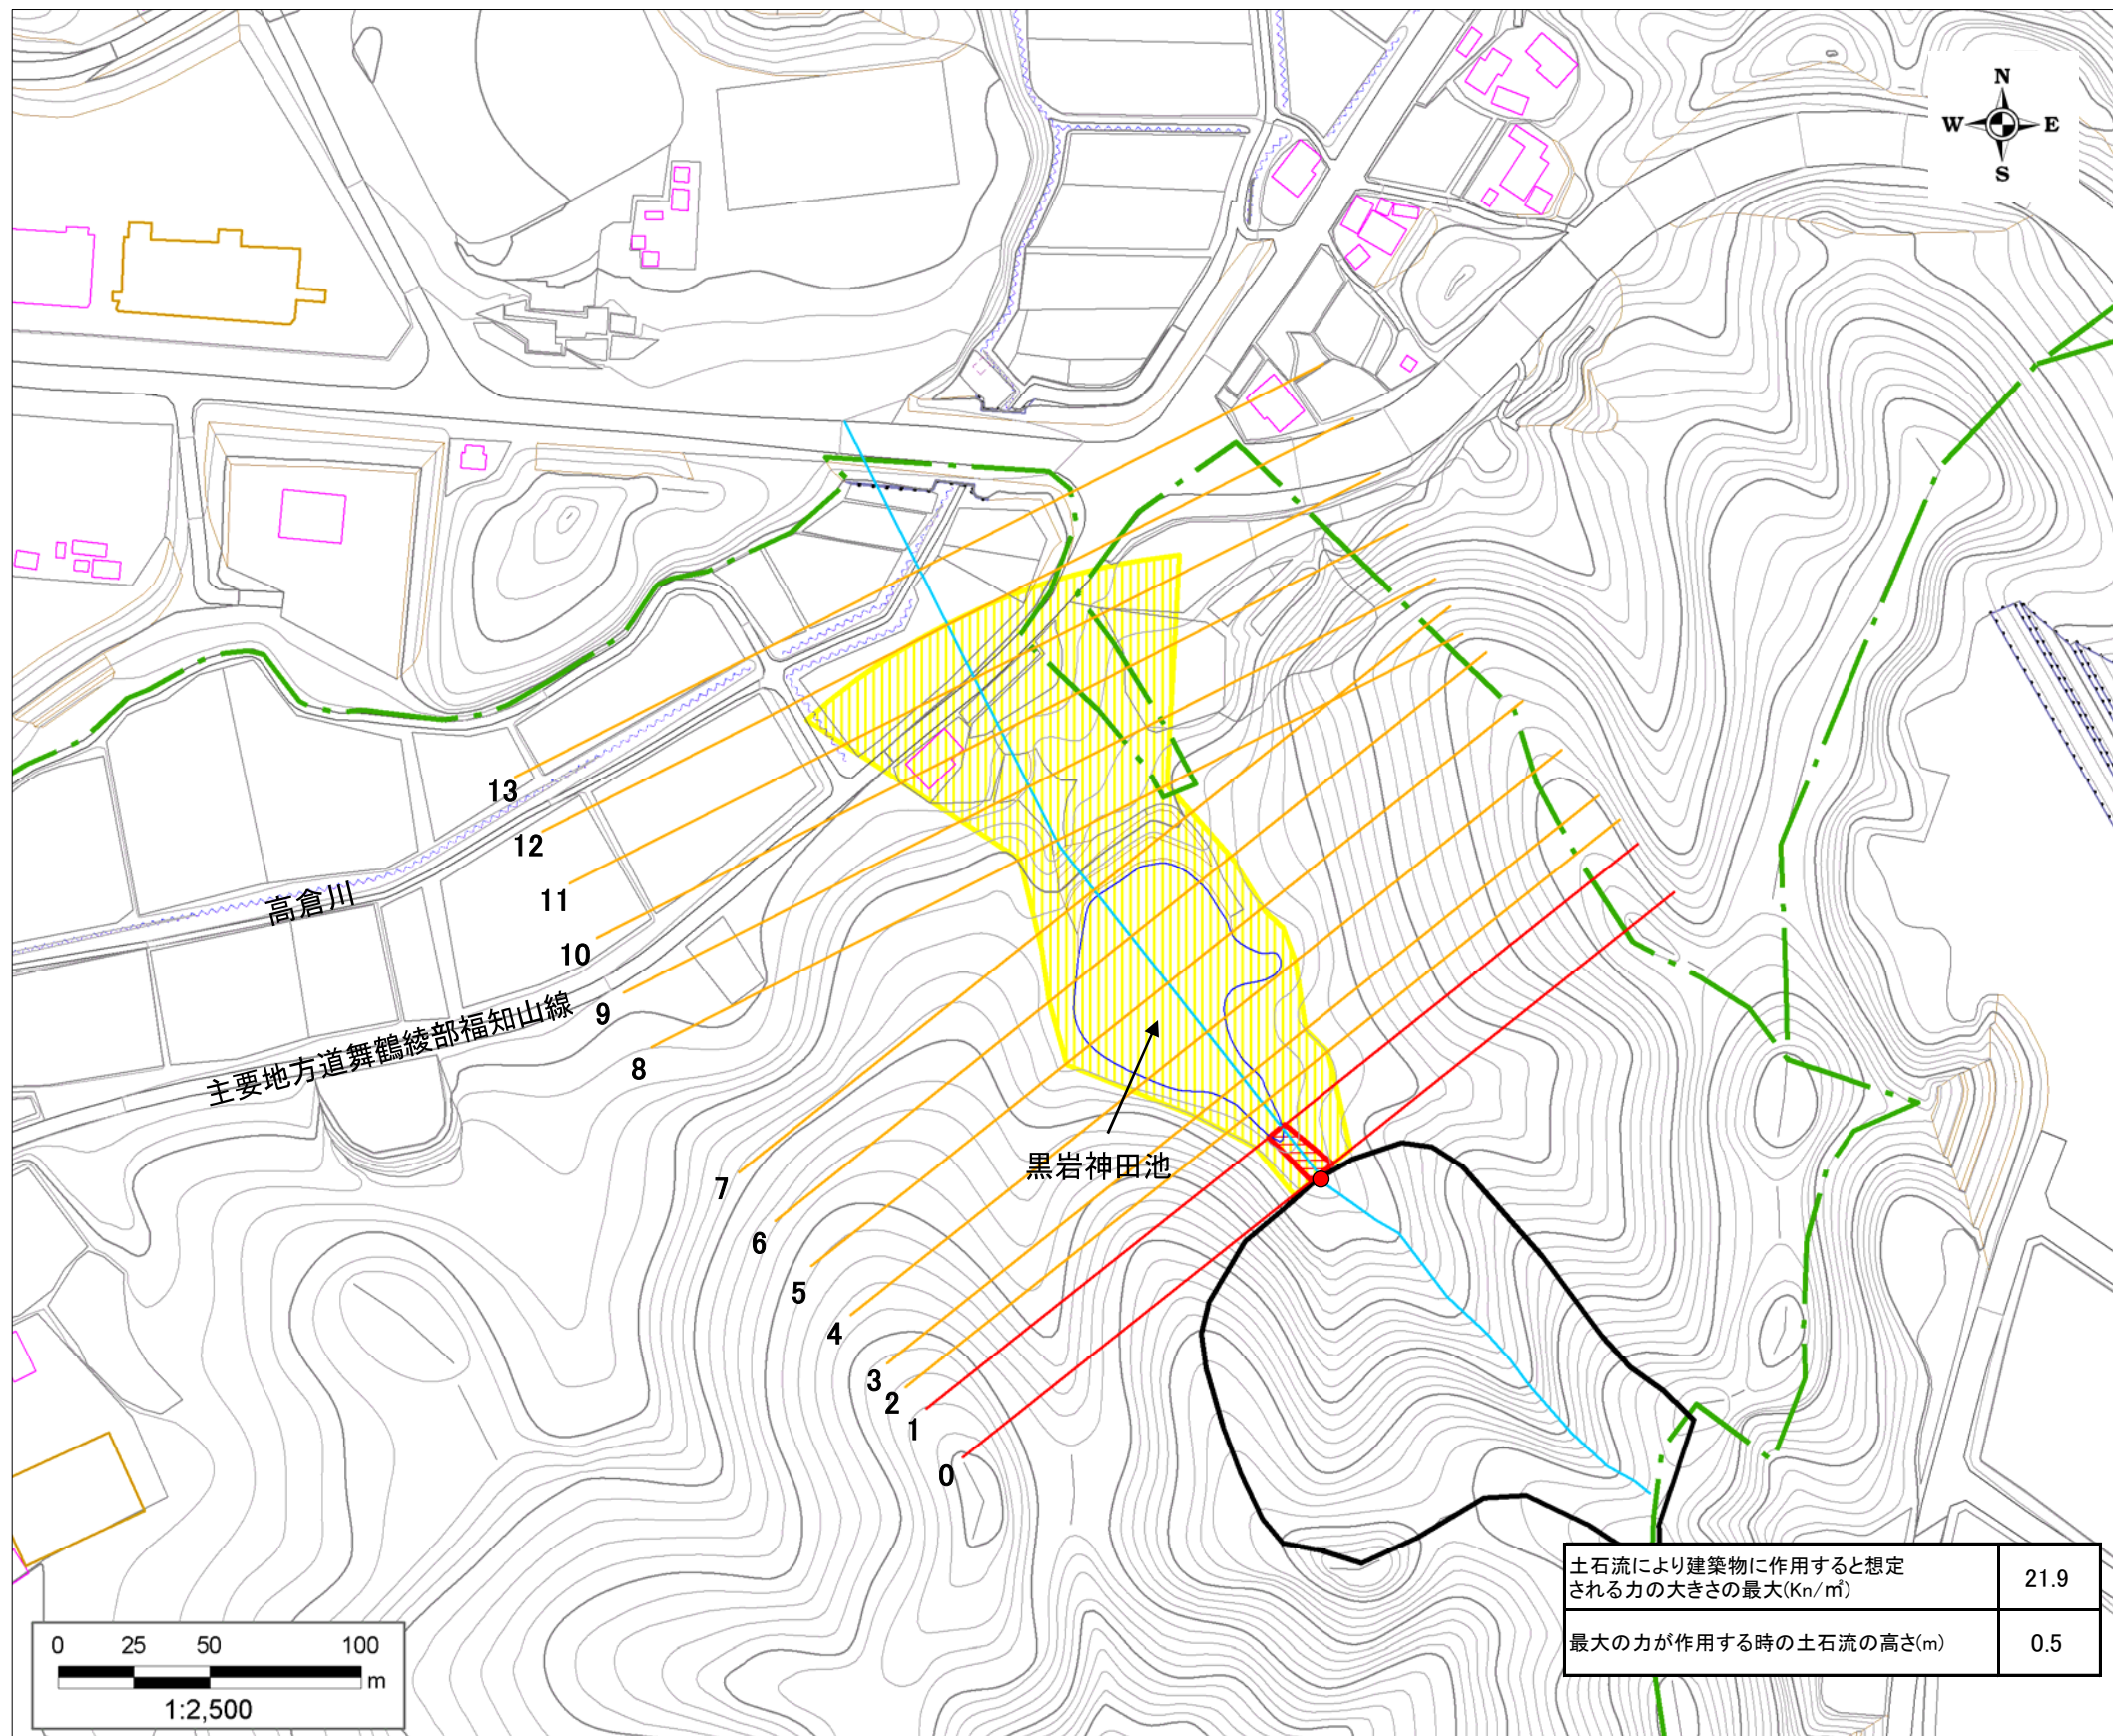 N
W E
S
13
12
11
10
9
8
7
6
5
4
3
2
1
0
高倉川
主要地方道舞鶴綾部福知山線
黒岩神田池
土石流により建築物に作用すると想定
される力の大きさの最大(Kn/㎡) 21.9
最大の力が作用する時の土石流の高さ(m) 0.5
0 25 50 100
m
1:2,500